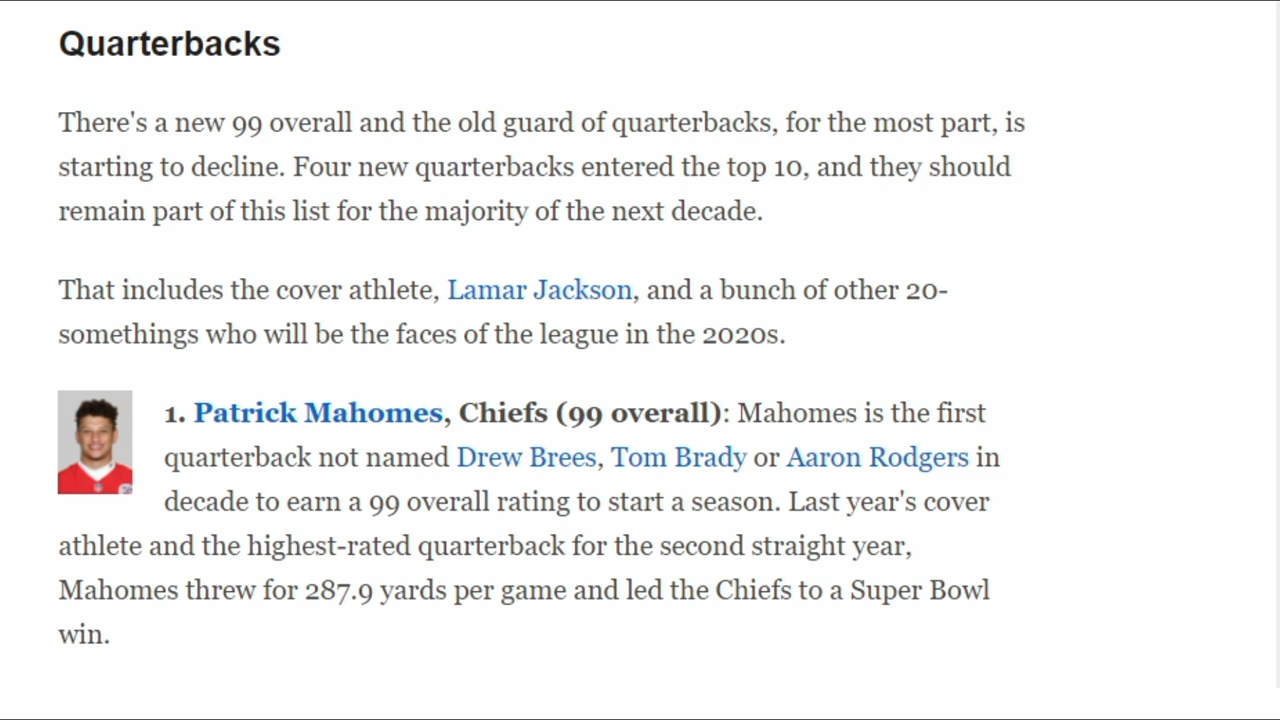 Quarterbacks
There's a new 99 overall and the old guard of quarterbacks, for the most part, is
starting to decline. Four new quarterbacks entered the top 10, and they should
remain part of this list for the majority of the next decade.
That includes the cover athlete, Lamar Jackson, and a bunch of other 20-
somethings who will be the faces of the league in the 2020s.
1. Patrick Mahomes, Chiefs (99 overall): Mahomes is the first
quarterback not named Drew Brees, Tom Brady or Aaron Rodgers in
decade to earn a 99 overall rating to start a season. Last year's cover
athlete and the highest-rated quarterback for the second straight year,
Mahomes threw for 287.9 yards per game and led the Chiefs to a Super Bowl
win.